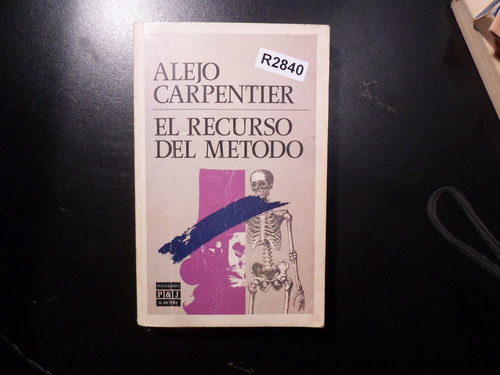 R2840
ALEJO
CARPENTIER
EL RECURSO
DEL METODO
P&J